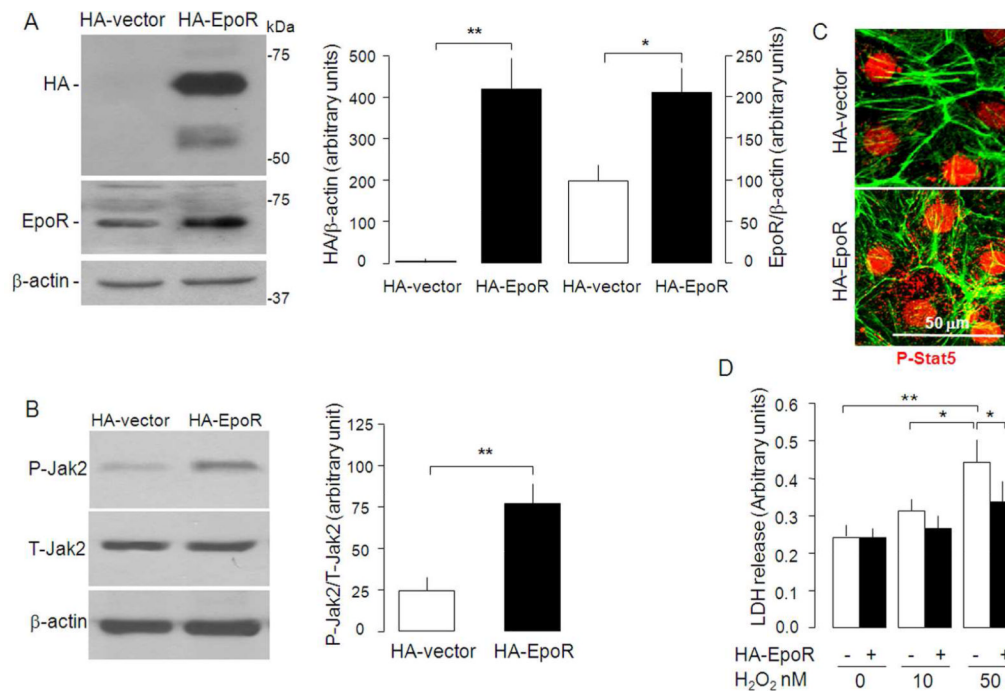 A
HA-vector HA-EpoR
kDa
HA -
-75
-50
EpoR -
-75
β-actin -
-37
HA/β-actin (arbitrary units)
500
400
300
200
100
0
**
*
250
200
150
100
50
0
EpoR/β-actin (arbitrary units)
HA-vector HA-EpoR HA-vector HA-EpoR
C
HA-vector
HA-EpoR
50 μm
P-Stat5
B
HA-vector HA-EpoR
P-Jak2
T-Jak2
β-actin
P-Jak2/T-Jak2 (arbitrary unit)
125
100
75
50
25
0
**
HA-vector HA-EpoR
D
LDH release (Arbitrary units)
0.6
0.5
0.4
0.3
0.2
0.1
0.0
**
* *
HA-EpoR - + - + - +
H₂O₂ nM 0 10 50